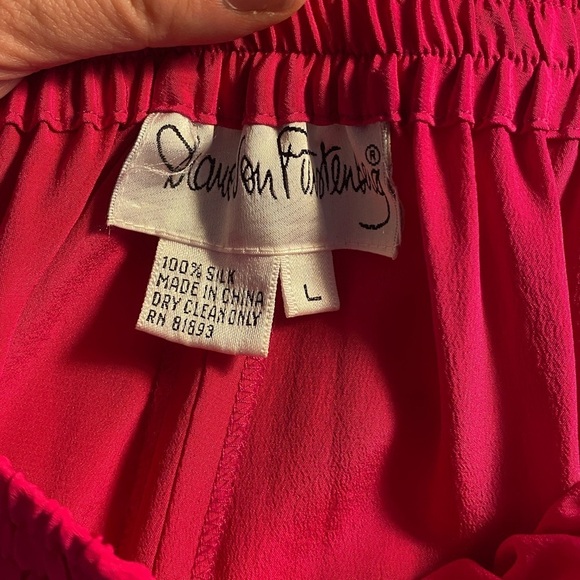 Diane Von Furstenberg®
100% SILK
MADE IN CHINA
DRY CLEAN ONLY
RN 81893
L